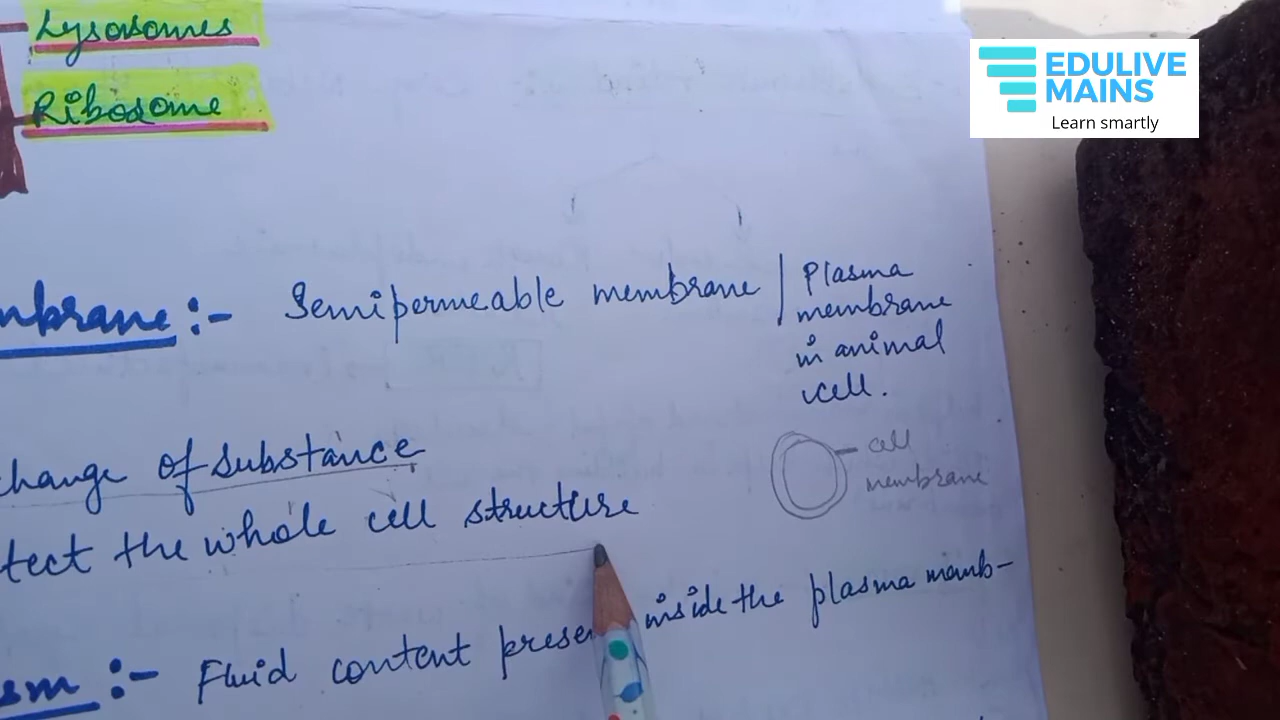 Lysosomes
Ribosome
EDULIVE
MAINS
Learn smartly
mbrane :- Semipermeable membrane / Plasma
membrane
in animal
cell.
cell
membrane
change of substance
tect the whole cell structure
sm :- Fluid content presen inside the plasma memb-